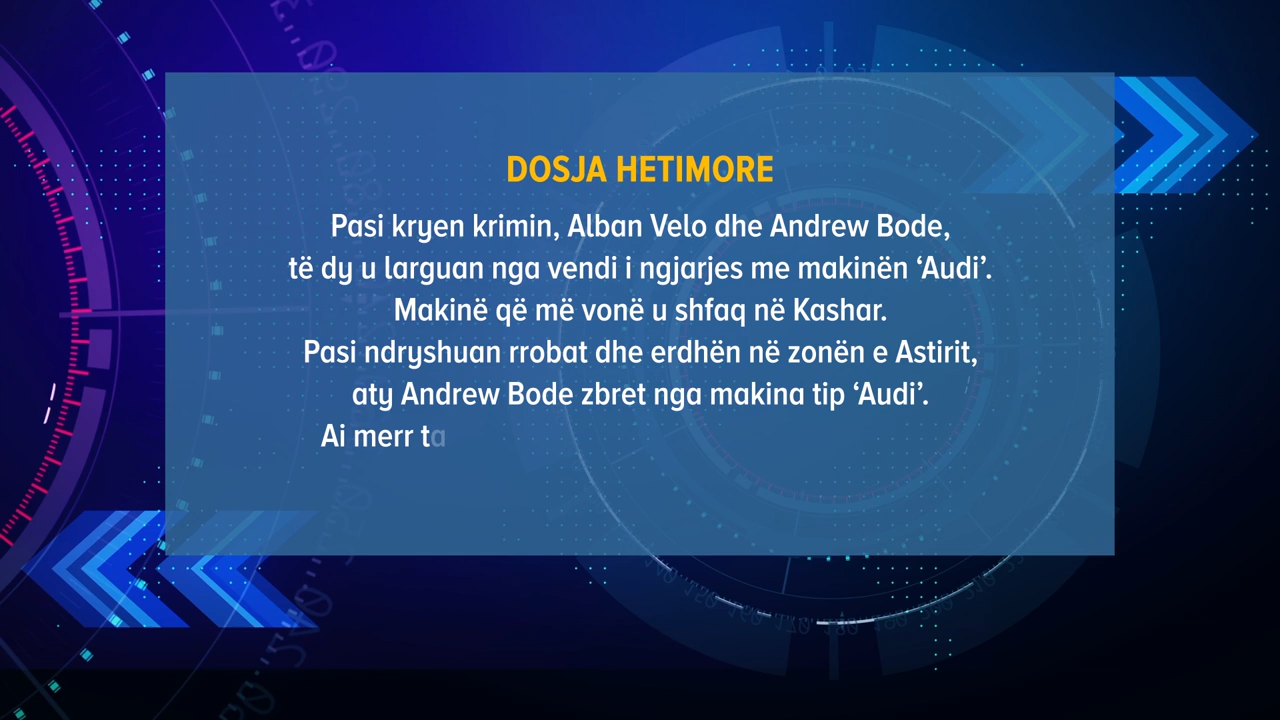 DOSJA HETIMORE
Pasi kryen krimin, Alban Velo dhe Andrew Bode,
të dy u larguan nga vendi i ngjarjes me makinën ‘Audi’.
Makinë që më vonë u shfaq në Kashar.
Pasi ndryshuan rrobat dhe erdhën në zonën e Astirit,
aty Andrew Bode zbret nga makina tip ‘Audi’.
Ai merr ta